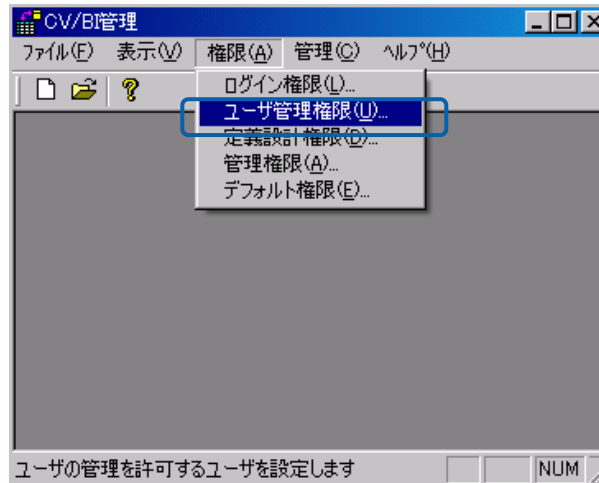 CV/BI管理
ファイル(F) 表示(V) 権限(A) 管理(C) ヘルプ(H)
ログイン権限(L)...
ユーザ管理権限(U)...
定義設計権限(D)...
管理権限(A)...
デフォルト権限(E)...
ユーザの管理を許可するユーザを設定します NUM